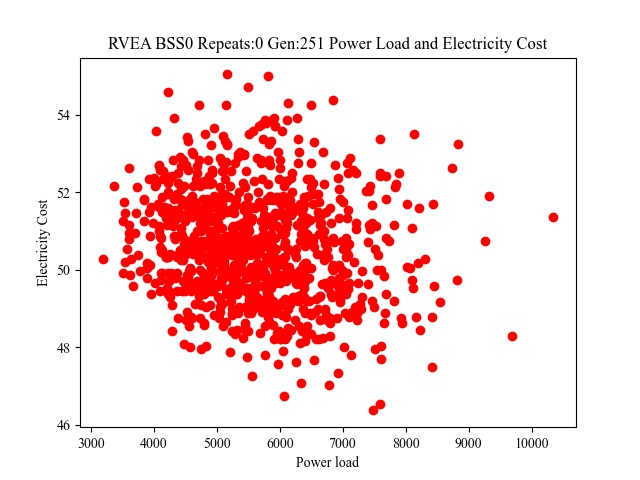 RVEA BSS0 Repeats:0 Gen:251 Power Load and Electricity Cost
54
52
50
48
46
Electricity Cost
3000 4000 5000 6000 7000 8000 9000 10000
Power load